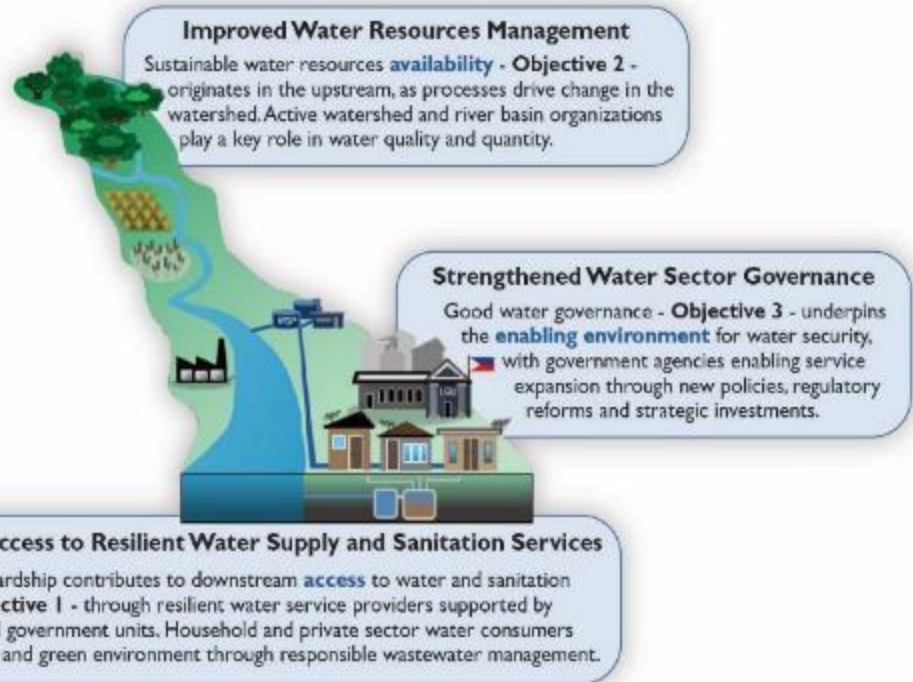 Improved Water Resources Management
Sustainable water resources availability - Objective 2 -
originates in the upstream, as processes drive change in the
watershed. Active watershed and river basin organizations
play a key role in water quality and quantity.
Strengthened Water Sector Governance
Good water governance - Objective 3 - underpins
the enabling environment for water security,
with government agencies enabling service
expansion through new policies, regulatory
reforms and strategic investments.
LGU
ccess to Resilient Water Supply and Sanitation Services
ardship contributes to downstream access to water and sanitation
ective 1 - through resilient water service providers supported by
l government units. Household and private sector water consumers
and green environment through responsible wastewater management.